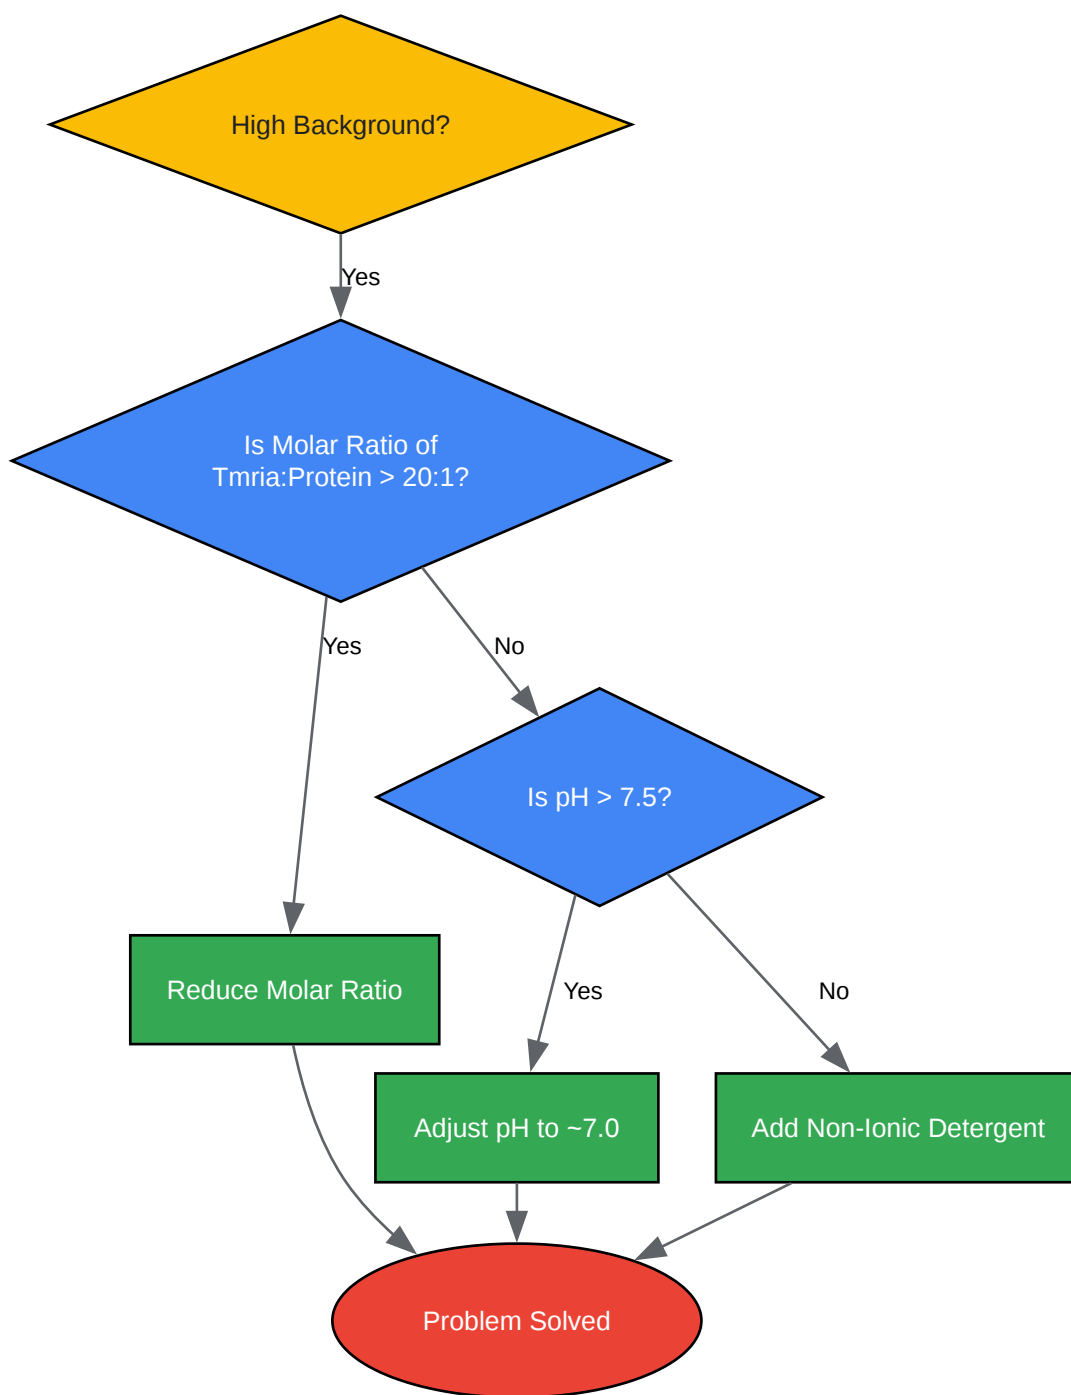 High Background?
Yes
Is Molar Ratio of
Tmria:Protein > 20:1?
Yes
No
Is pH > 7.5?
Reduce Molar Ratio
Yes
No
Adjust pH to ~7.0
Add Non-Ionic Detergent
Problem Solved